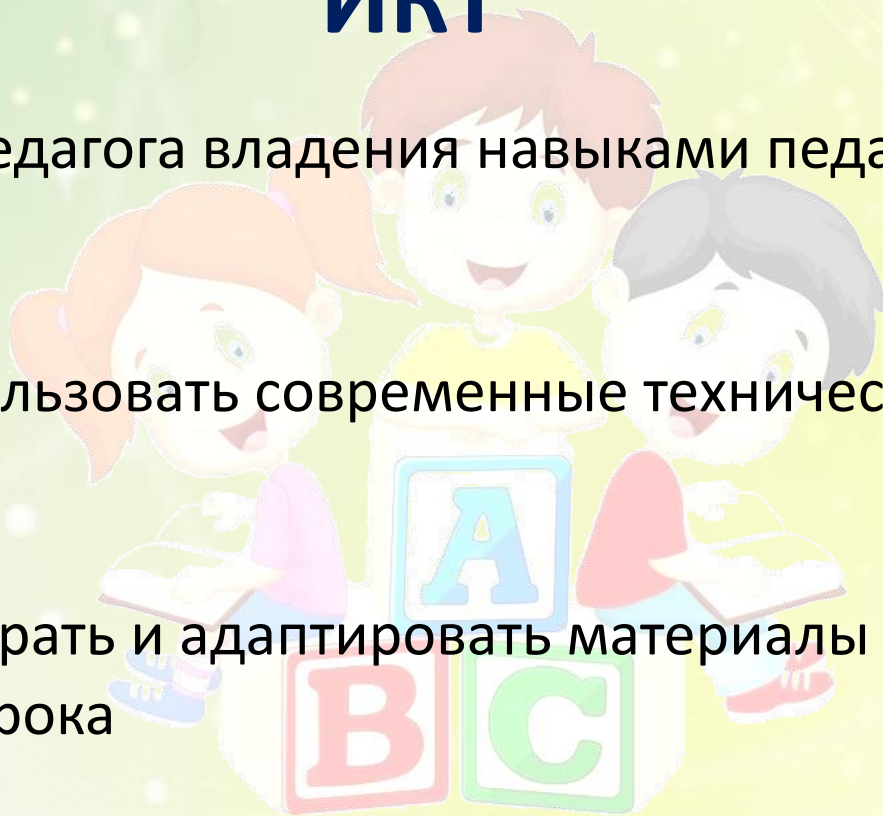 ИКТ
едагога владения навыками педа
льзовать современные техничес
рать и адаптировать материалы
рока
A
B C